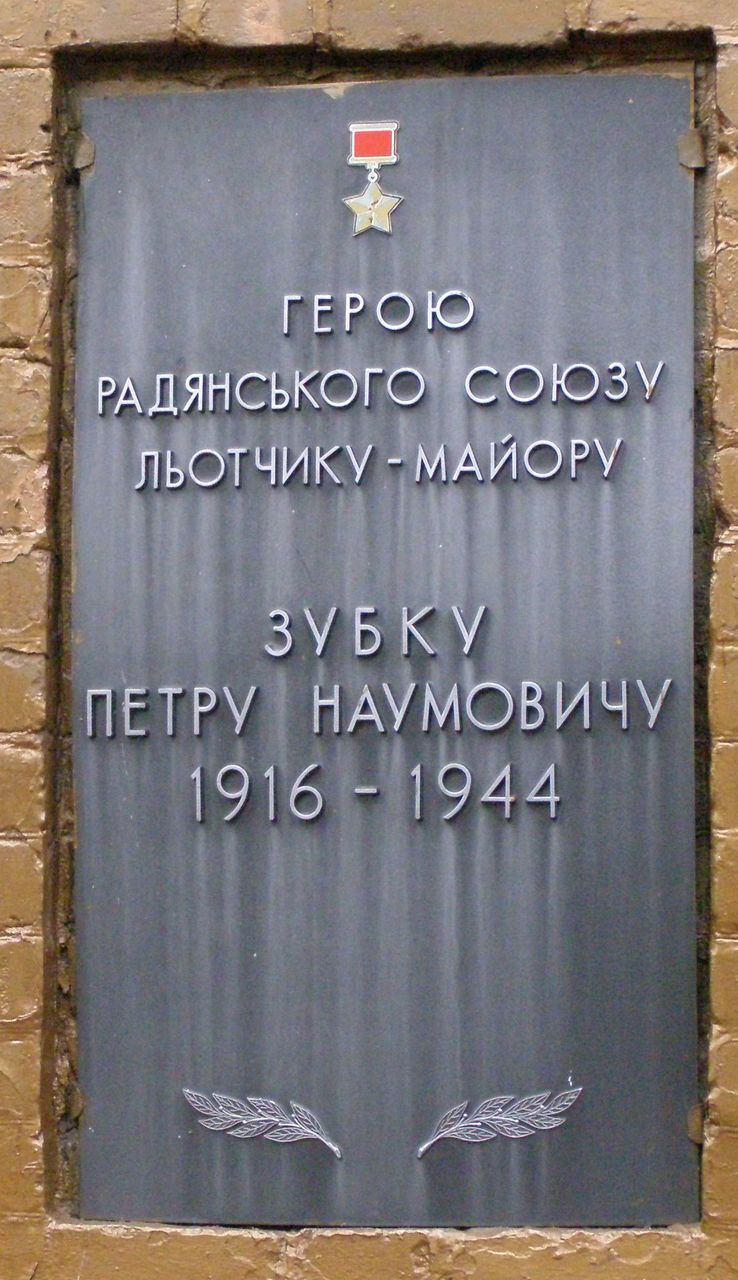 ГЕРОЮ
РАДЯНСЬКОГО СОЮЗУ
ЛЬОТЧИКУ-МАЙОРУ
ЗУБКУ
ПЕТРУ НАУМОВИЧУ
1916 - 1944